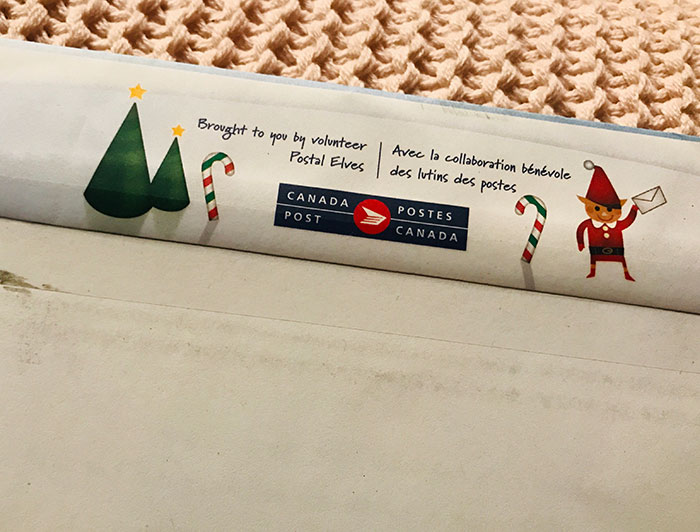 Brought to you by volunteer
Postal Elves
Avec la collaboration bénévole
des lutins des postes
CANADA
POST
POSTES
CANADA